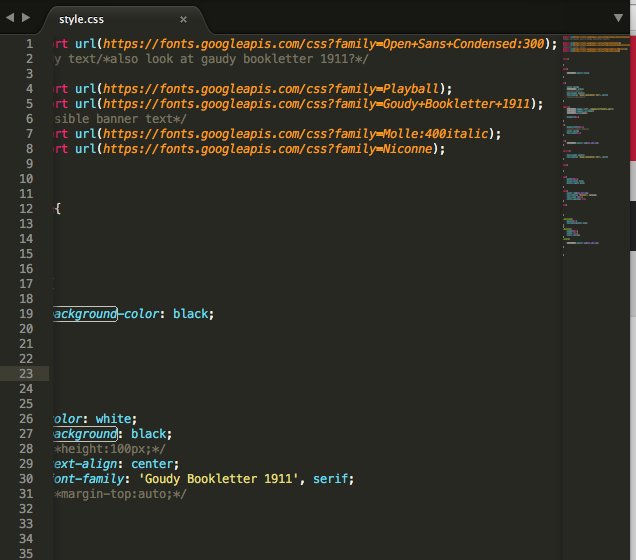 style.css ×
1 ort url(https://fonts.googleapis.com/css?family=Open+Sans+Condensed:300);
2 y text/*also look at gaudy bookletter 1911?*/
3
4 ort url(https://fonts.googleapis.com/css?family=Playball);
5 ort url(https://fonts.googleapis.com/css?family=Goudy+Bookletter+1911);
6 sible banner text*/
7 ort url(https://fonts.googleapis.com/css?family=Molle:400italic);
8 ort url(https://fonts.googleapis.com/css?family=Niconne);
9
10
11
12 {
13
14
15
16
17
18
19 background-color: black;
20
21
22
23
24
25
26 color: white;
27 background: black;
28 *height:100px;*/
29 text-align: center;
30 font-family: 'Goudy Bookletter 1911', serif;
31 *margin-top:auto;*/
32
33
34
35